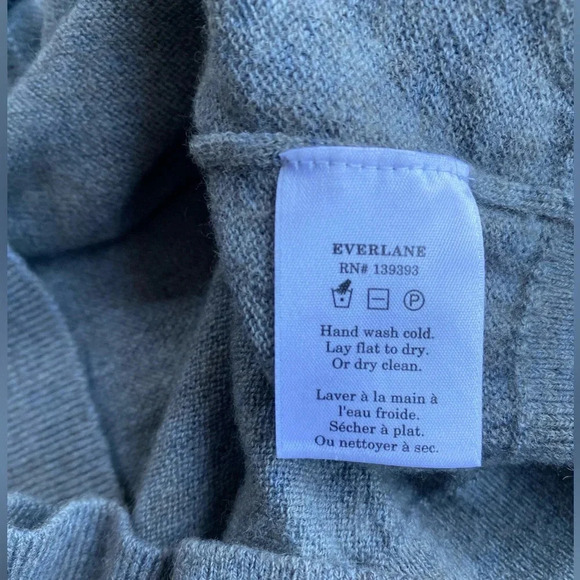 EVERLANE
RN# 139393
P
Hand wash cold.
Lay flat to dry.
Or dry clean.
Laver à la main à
l'eau froide.
Sécher à plat.
Ou nettoyer à sec.